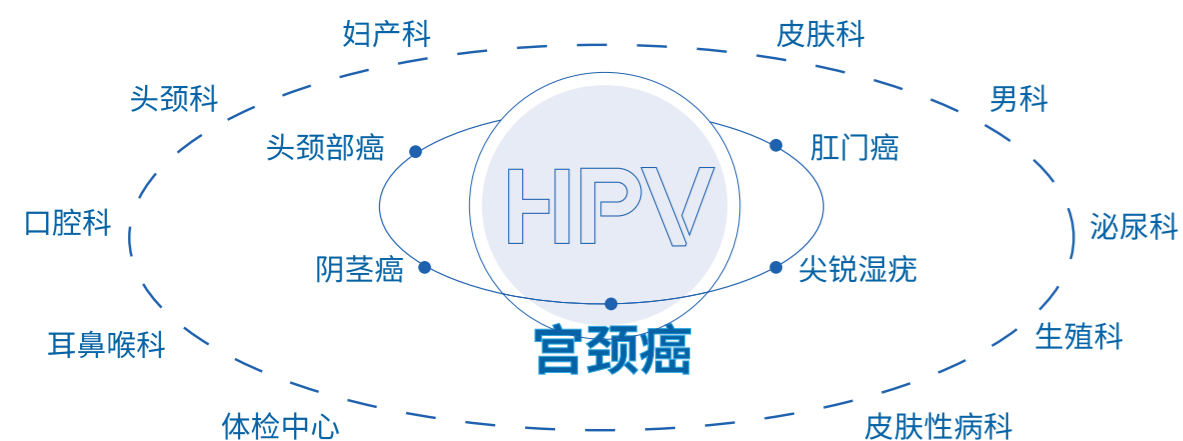 妇产科
皮肤科
头颈科
男科
头颈部癌
肛门癌
HPV
口腔科
泌尿科
阴茎癌
尖锐湿疣
宫颈癌
耳鼻喉科
生殖科
体检中心
皮肤性病科